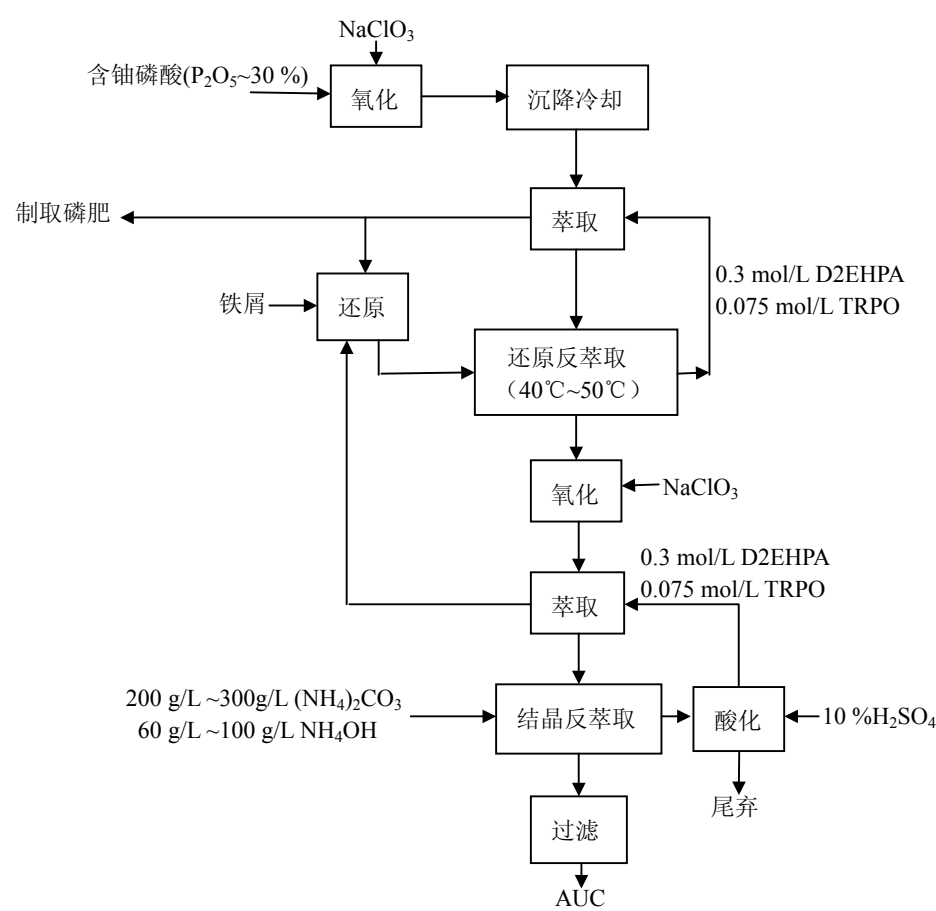 NaClO3
含铀磷酸(P2O5~30 %)
氧化
沉降冷却
制取磷肥
萃取
0.3 mol/L D2EHPA
0.075 mol/L TRPO
铁屑
还原
还原反萃取
（40℃~50℃）
氧化
NaClO3
0.3 mol/L D2EHPA
0.075 mol/L TRPO
萃取
200 g/L ~300g/L (NH4)2CO3
60 g/L ~100 g/L NH4OH
结晶反萃取
酸化
10 %H2SO4
尾弃
过滤
AUC